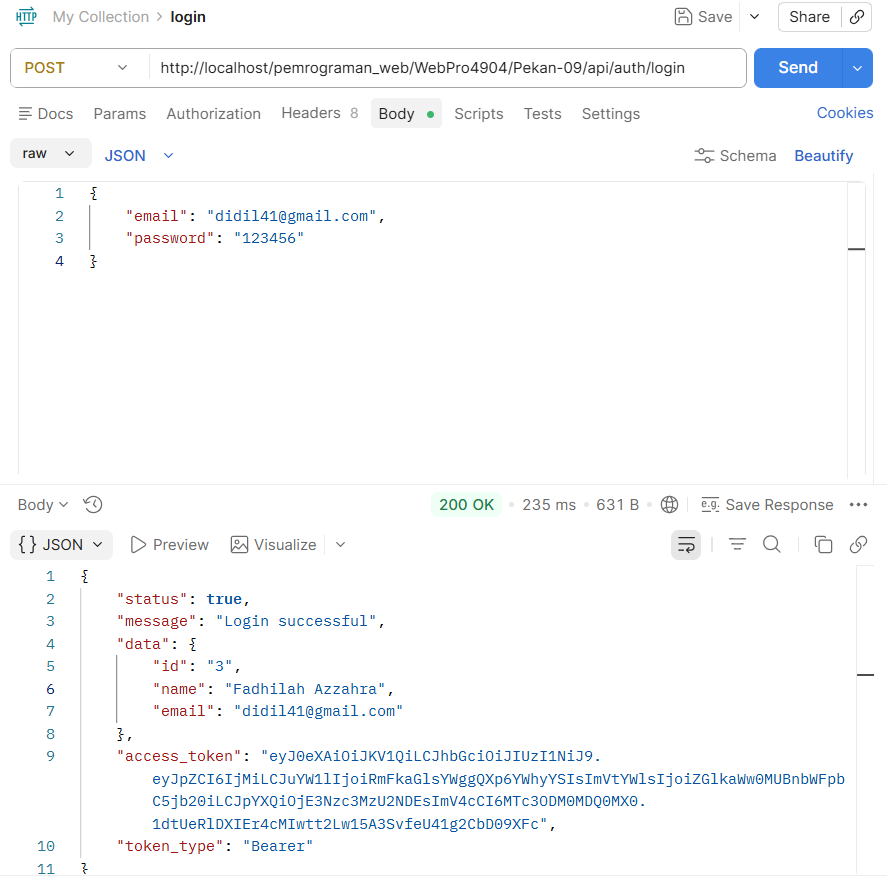 HTTP My Collection > login Save Share
POST http://localhost/pemrograman_web/WebPro4904/Pekan-09/api/auth/login Send
Docs Params Authorization Headers 8 Body Scripts Tests Settings Cookies
raw JSON Schema Beautify
1 {
2 "email": "didil41@gmail.com",
3 "password": "123456"
4 }
Body 200 OK 235 ms 631 B e.g. Save Response
{} JSON Preview Visualize
1 {
2 "status": true,
3 "message": "Login successful",
4 "data": {
5 "id": "3",
6 "name": "Fadhilah Azzahra",
7 "email": "didil41@gmail.com"
8 },
9 "access_token": "eyJ0eXAiOiJKV1QiLCJhbGciOiJIUzI1NiJ9.
eyJpZCI6IjMiLCJuYW1lIjoiRmFkaGlsYWggQXp6YWhyYSIsImVtYWlsIjoiZGlkaWw0MUBnbWFpb
C5jb20iLCJpYXQiOjE3Nzc3MzU2NDEsImV4cCI6MTc3ODM0MDQ0MX0.
1dtUeRlDXIEr4cMIwtt2Lw15A3SvfeU41g2CbD09XFc",
10 "token_type": "Bearer"
11 }